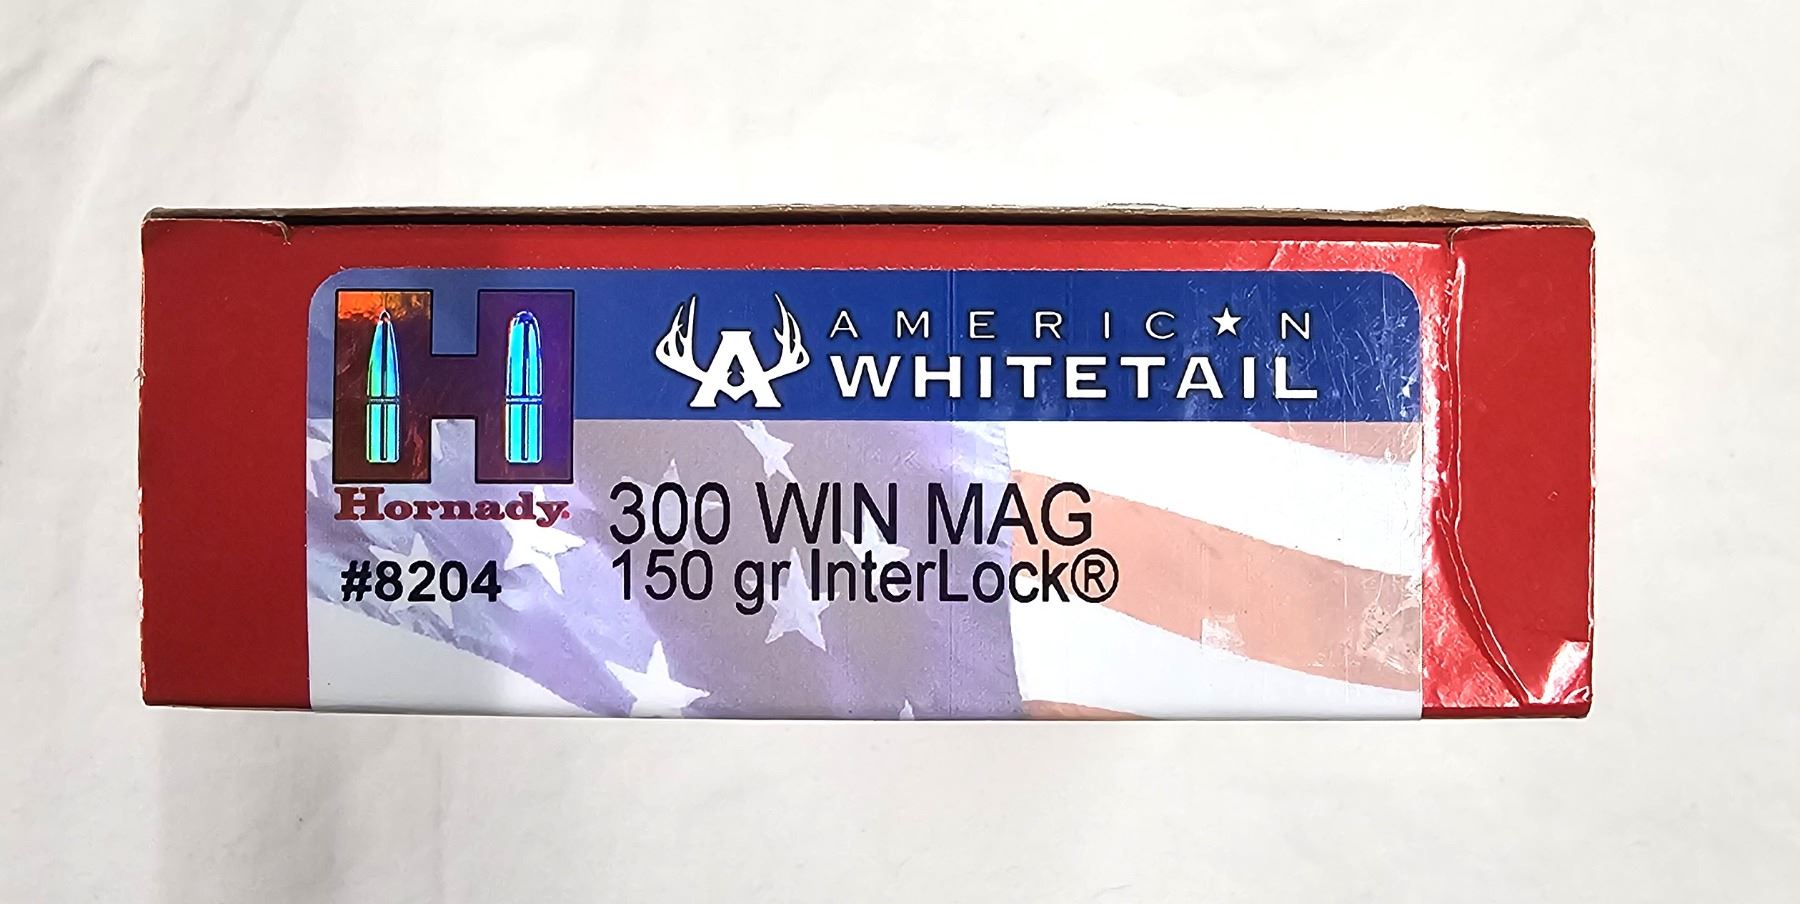 AMERIC★N
WHITETAIL
Hornady.
#8204
300 WIN MAG
150 gr InterLock®